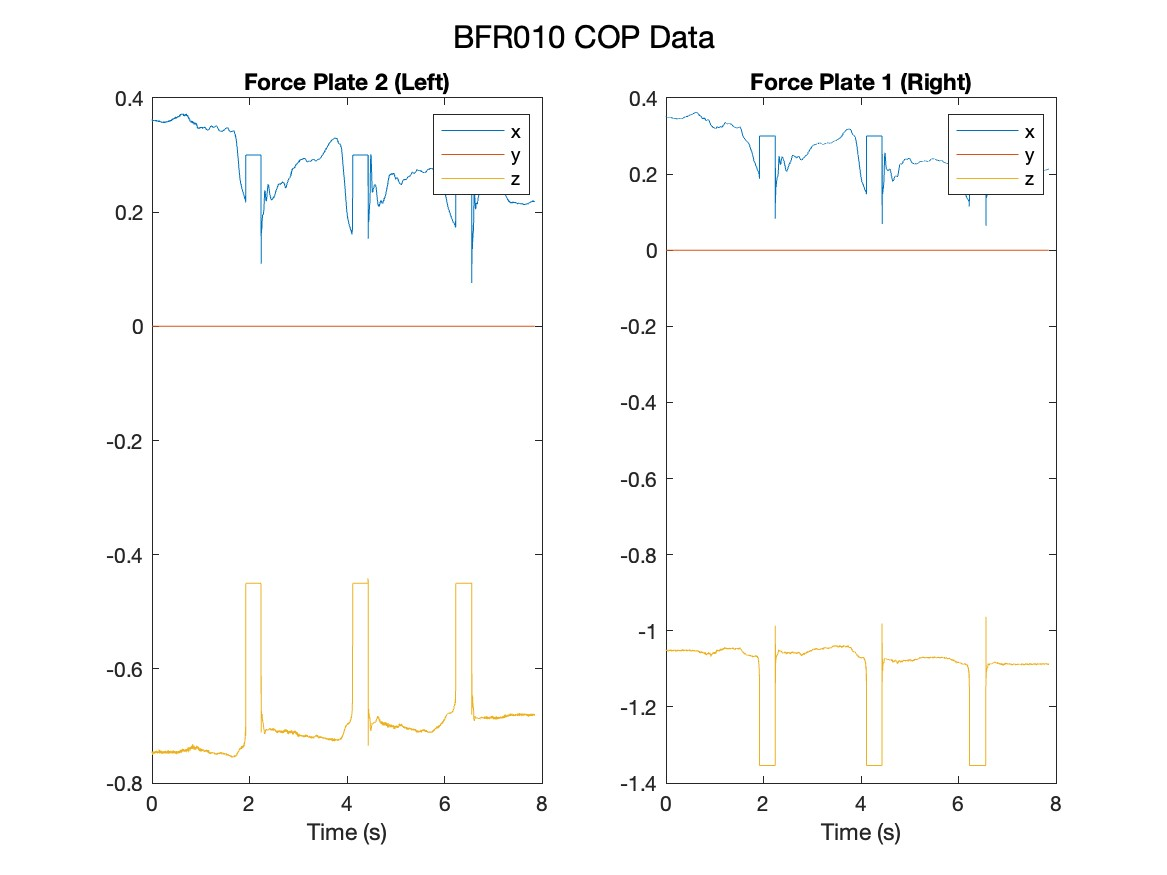 BFR010 COP Data
Force Plate 2 (Left)
0.4
0.2
0
-0.2
-0.4
-0.6
-0.8
0
2
4
6
8
Time (s)
x
y
z
Force Plate 1 (Right)
0.4
0.2
0
-0.2
-0.4
-0.6
-0.8
-1
-1.2
-1.4
0
2
4
6
8
Time (s)
x
y
z